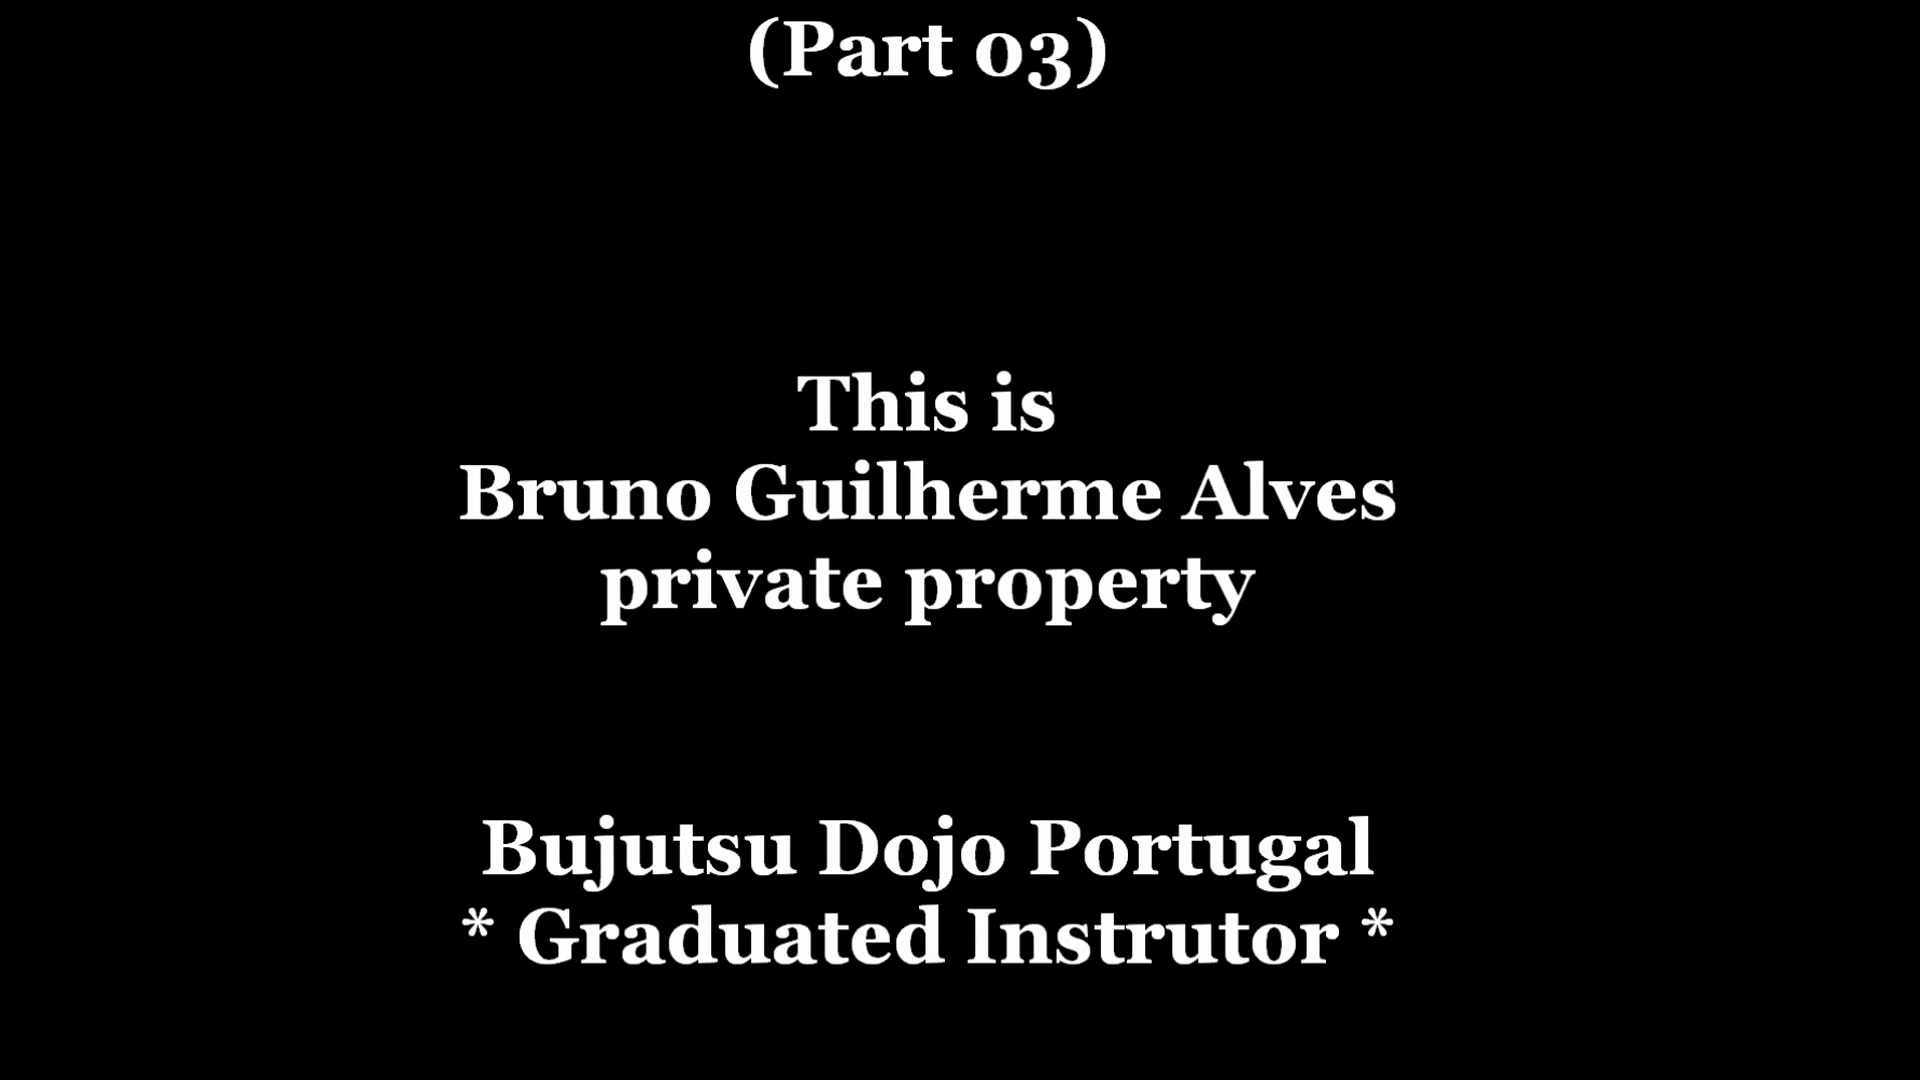 (Part 03)
This is
Bruno Guilherme Alves
private property
Bujutsu Dojo Portugal
* Graduated Instrutor *